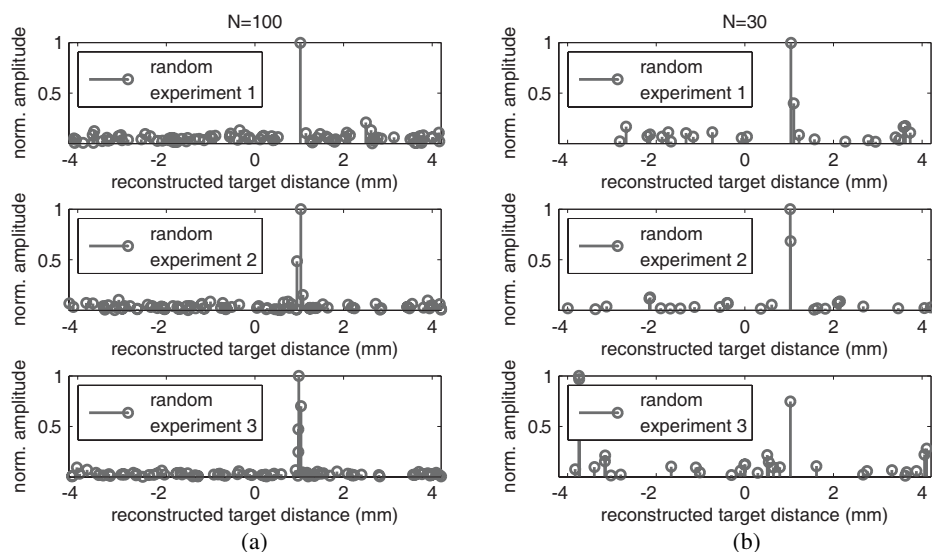 N=100
norm. amplitude
1
0.5
random
experiment 1
-4 -2 0 2 4
reconstructed target distance (mm)
norm. amplitude
1
0.5
random
experiment 2
-4 -2 0 2 4
reconstructed target distance (mm)
norm. amplitude
1
0.5
random
experiment 3
-4 -2 0 2 4
reconstructed target distance (mm)
(a)
N=30
norm. amplitude
1
0.5
random
experiment 1
-4 -2 0 2 4
reconstructed target distance (mm)
norm. amplitude
1
0.5
random
experiment 2
-4 -2 0 2 4
reconstructed target distance (mm)
norm. amplitude
1
0.5
random
experiment 3
-4 -2 0 2 4
reconstructed target distance (mm)
(b)